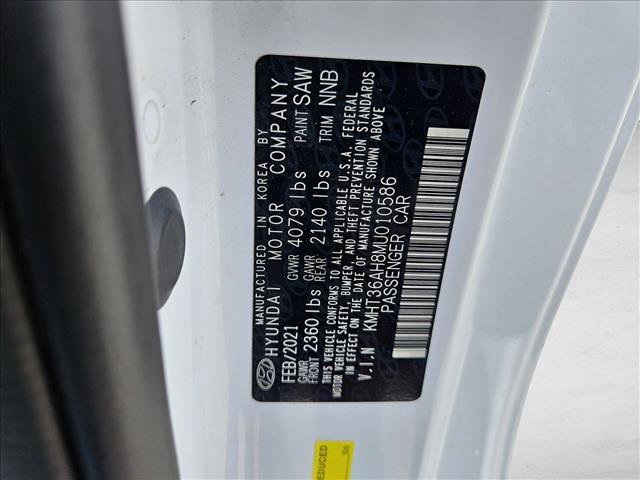 MANUFACTURED IN KOREA BY
HYUNDAI MOTOR COMPANY
FEB/2021 GVWR 4079 lbs PAINT SAW
GAWR FRONT 2360 lbs GAWR REAR 2140 lbs TRIM NNB
THIS VEHICLE CONFORMS TO ALL APPLICABLE U.S.A. FEDERAL
MOTOR VEHICLE SAFETY, BUMPER, AND THEFT PREVENTION STANDARDS
IN EFFECT ON THE DATE OF MANUFACTURE SHOWN ABOVE
V.I.N KMHT36AH8MU010586
PASSENGER CAR
REDUCED
lbs